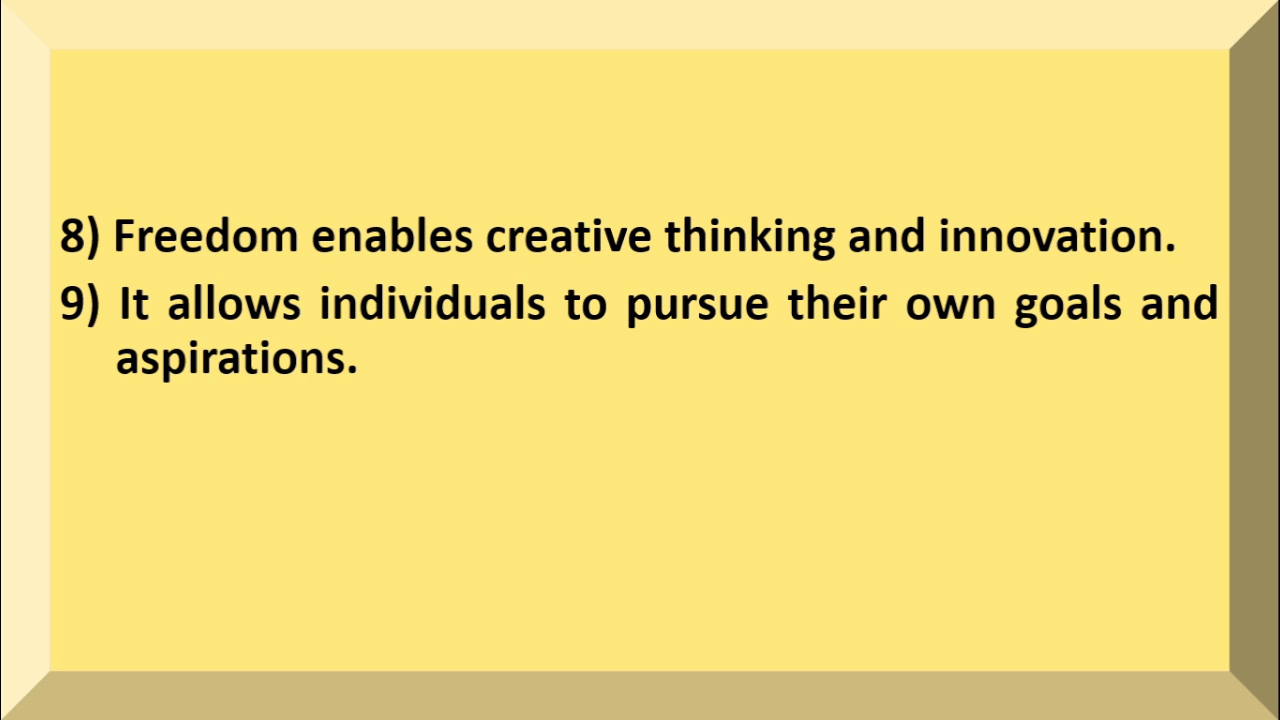 8) Freedom enables creative thinking and innovation.
9) It allows individuals to pursue their own goals and
aspirations.